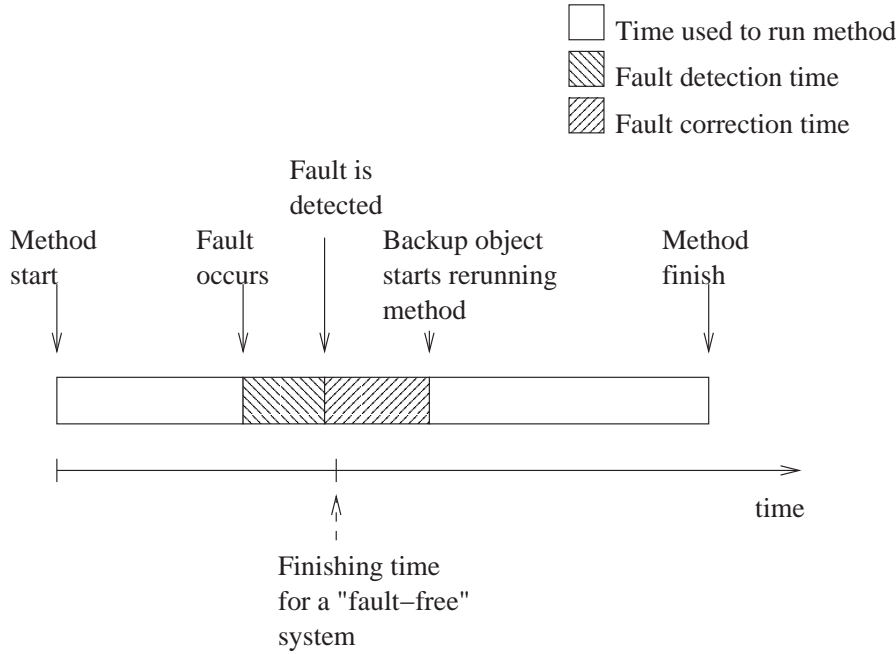 Time used to run method
Fault detection time
Fault correction time
Fault is
detected
Method
start
Fault
occurs
Backup object
starts rerunning
method
Method
finish
time
Finishing time
for a "fault−free"
system